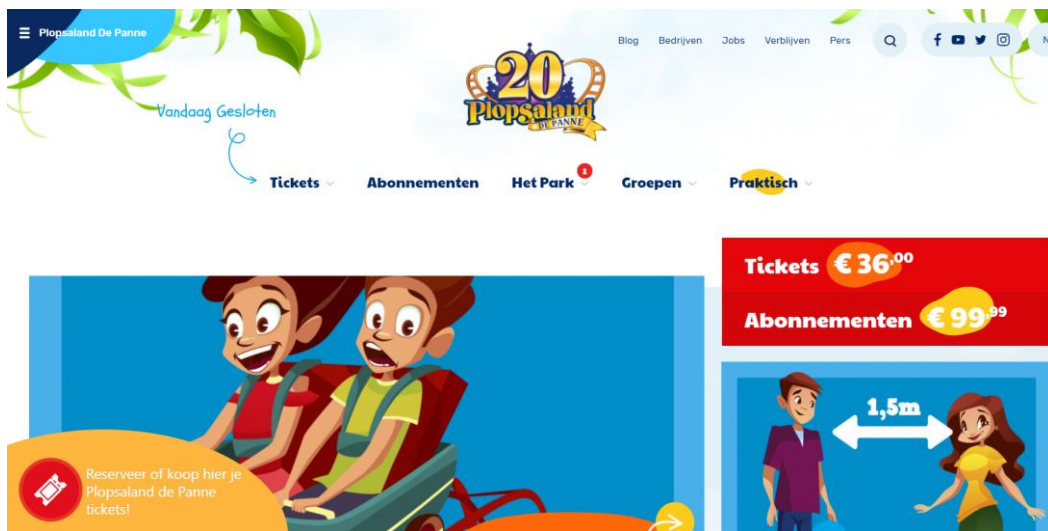 Plopsaland De Panne
Blog Bedrijven Jobs Verblijven Pers
N
20
Plopsaland
DE PANNE
Vandaag Gesloten
Tickets Abonnementen Het Park 1 Groepen Praktisch
Tickets € 36,00
Abonnementen € 99,99
1,5m
Reserveer of koop hier je
Plopsaland de Panne
tickets!